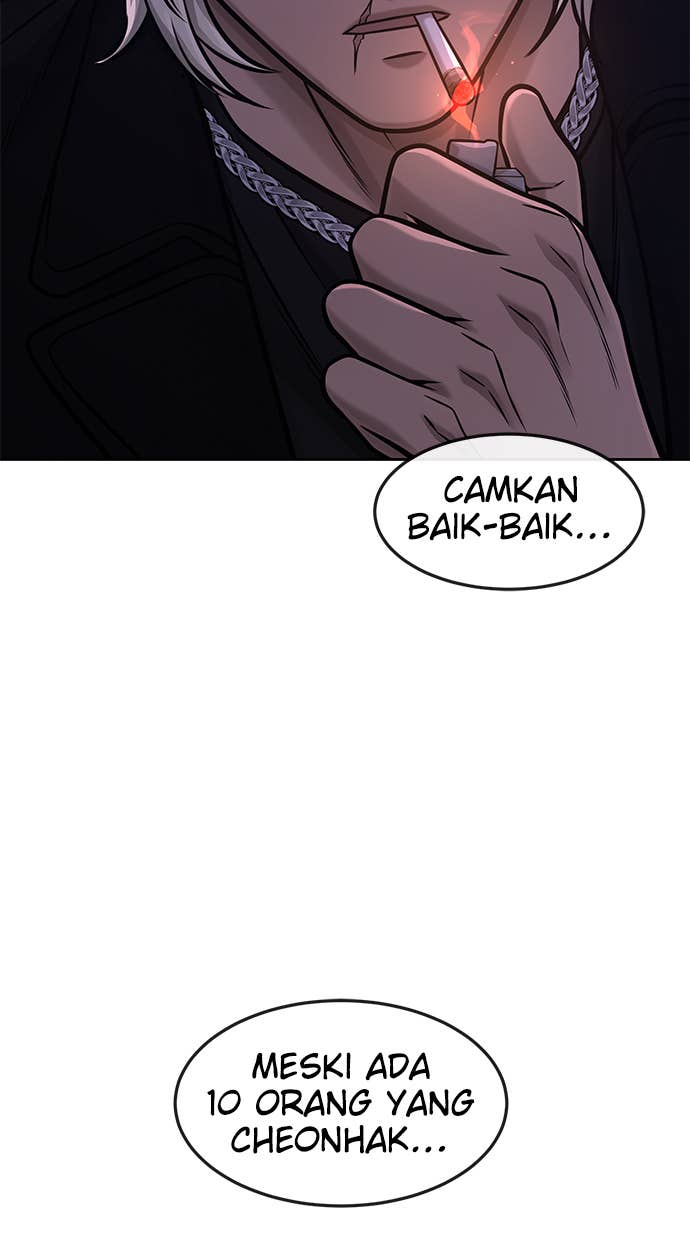 CAMKAN
BAIK-BAIK...
MESKI ADA
10 ORANG YANG
CHEONHAK...